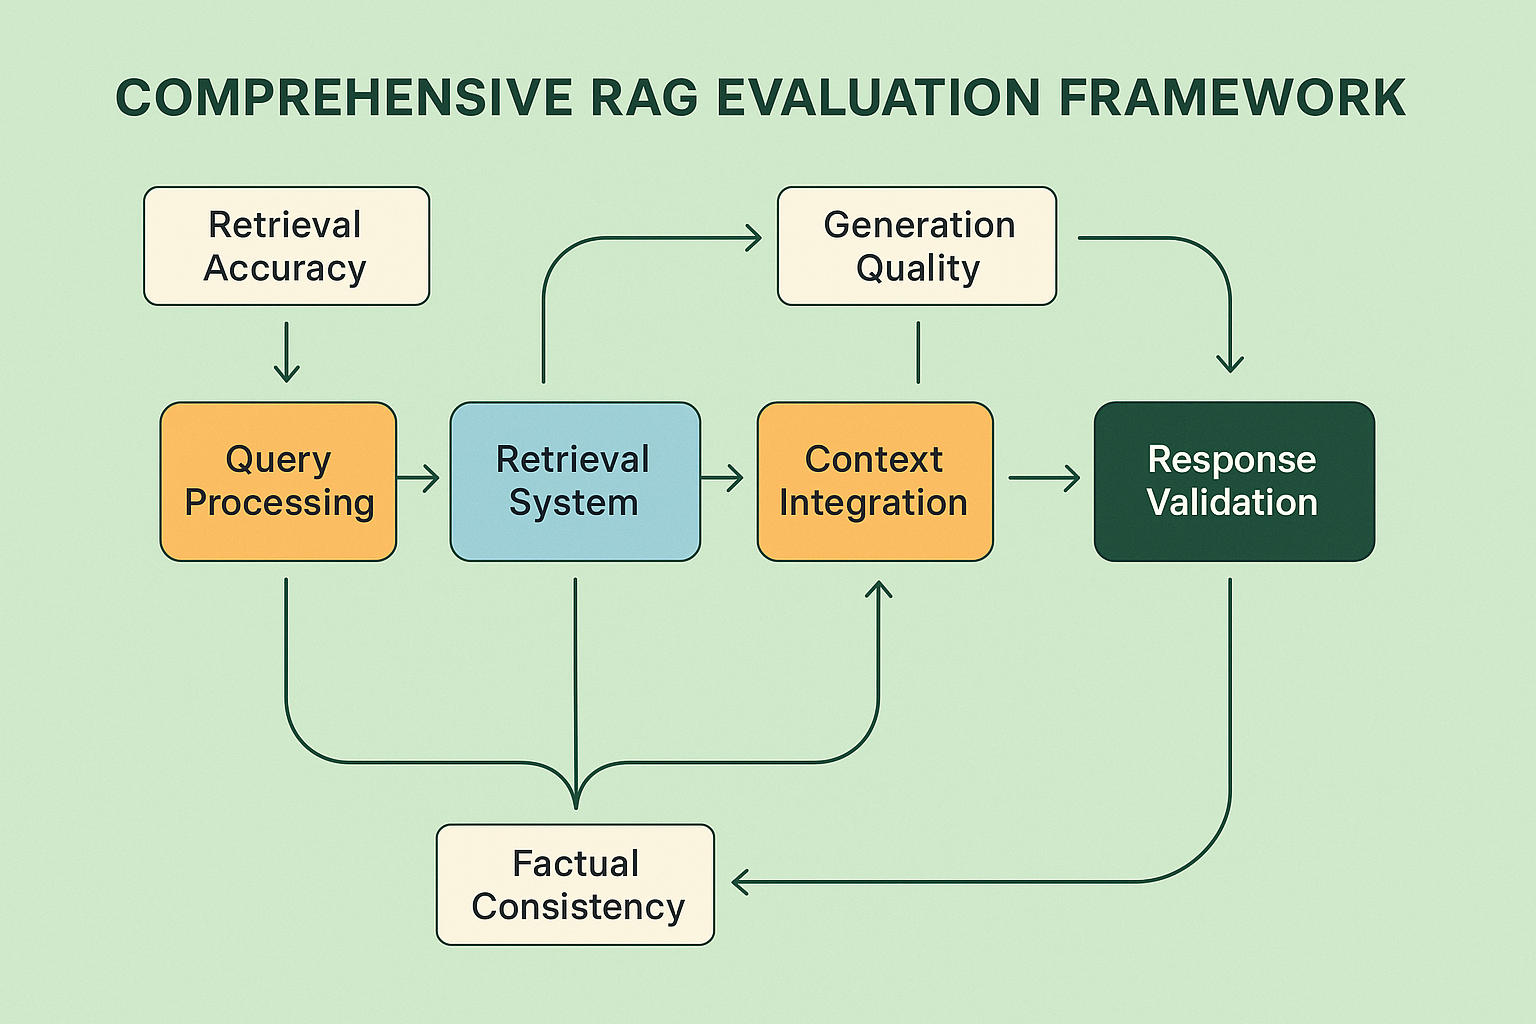 COMPREHENSIVE RAG EVALUATION FRAMEWORK
Retrieval
Accuracy
Generation
Quality
Query
Processing
Retrieval
System
Context
Integration
Response
Validation
Factual
Consistency